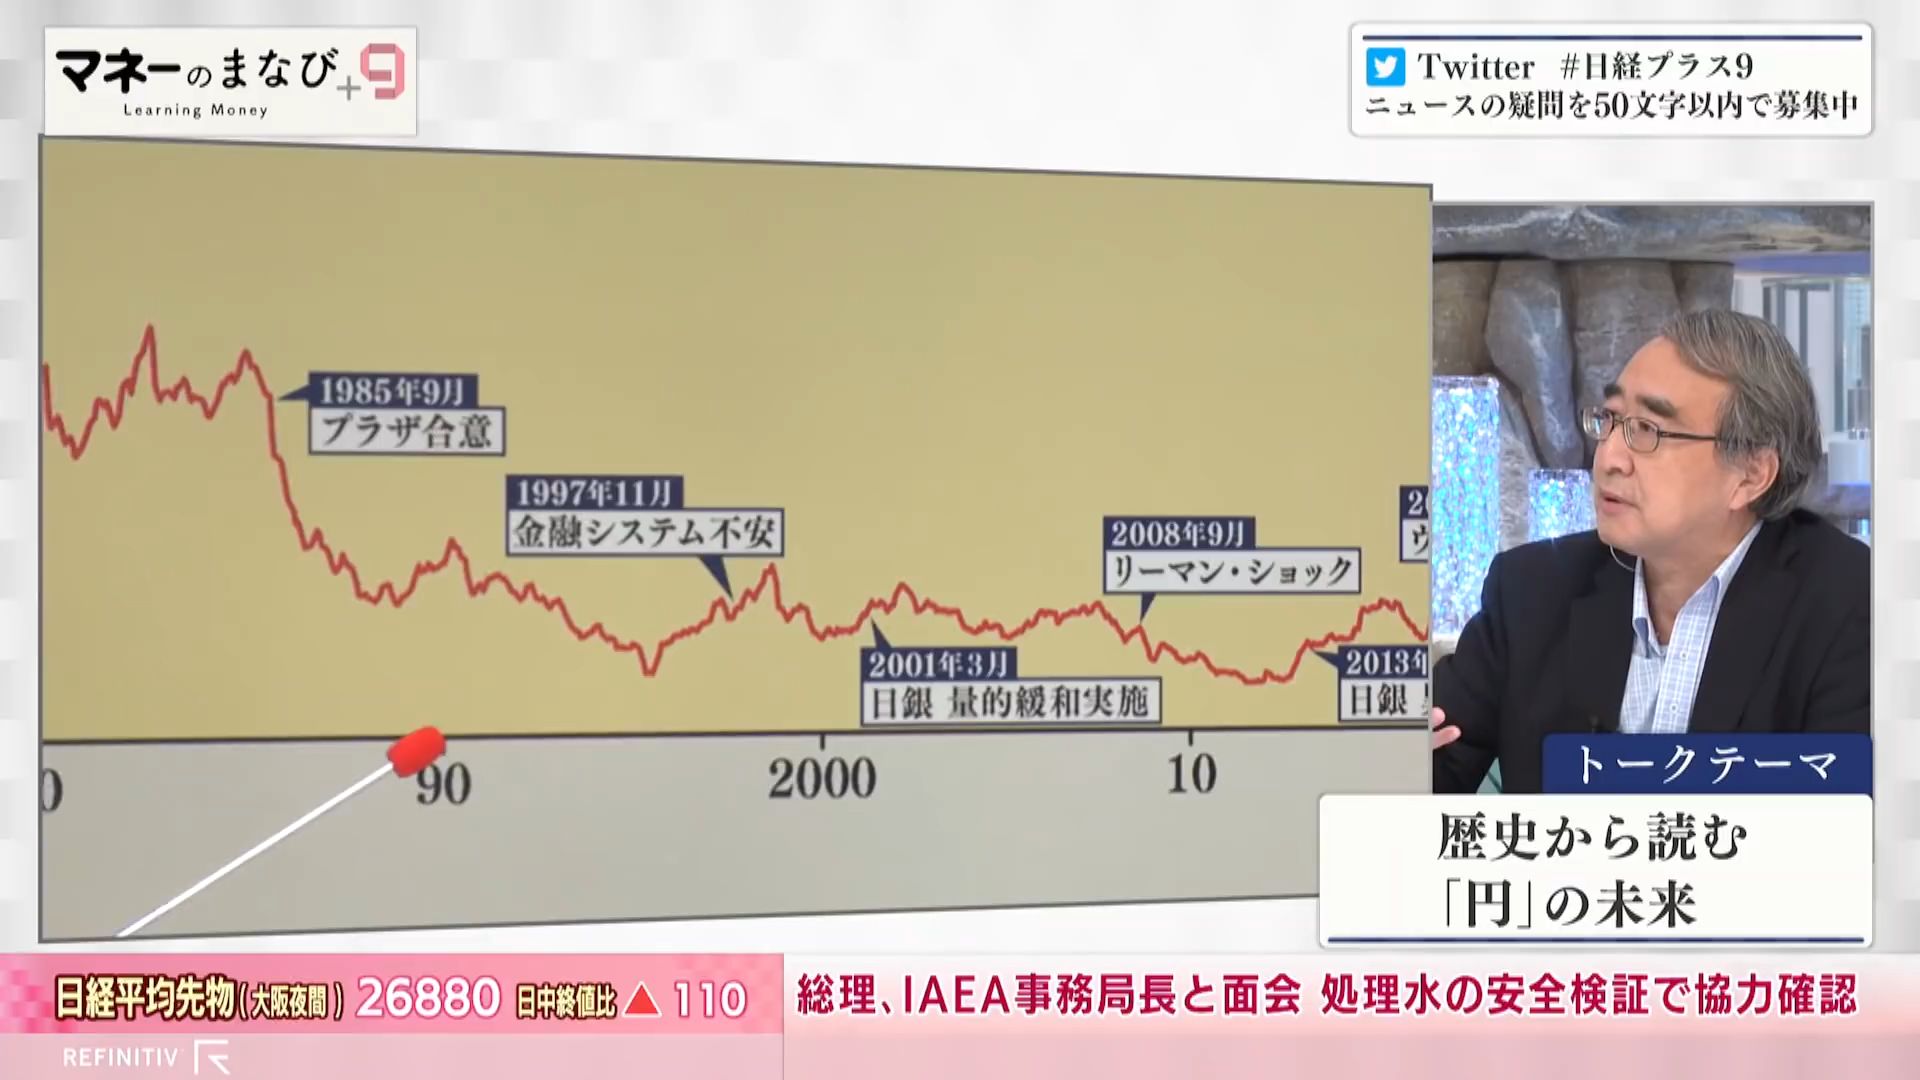 マネーのまなび+9
Learning Money
Twitter #日経プラス9
ニュースの疑問を50文字以内で募集中
1985年9月
プラザ合意
1997年11月
金融システム不安
2001年3月
日銀 量的緩和実施
2008年9月
リーマン・ショック
20
ウ
2013年
日銀
0
90
2000
10
トークテーマ
歴史から読む
「円」の未来
日経平均先物(大阪夜間) 26880 日中終値比▲110
総理、IAEA事務局長と面会 処理水の安全検証で協力確認
REFINITIV